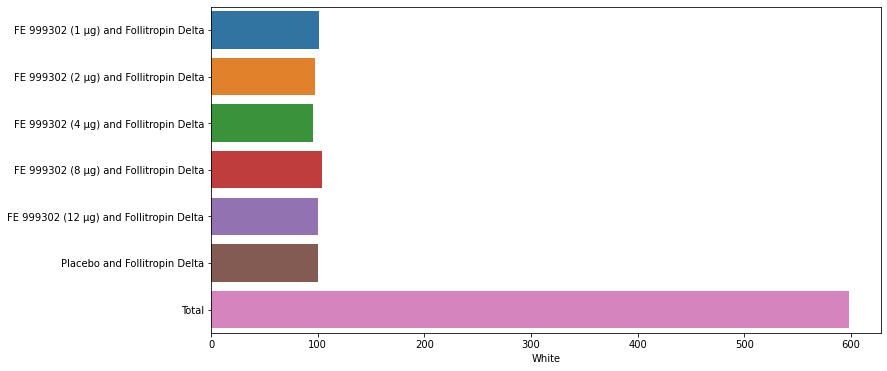 FE 999302 (1 μg) and Follitropin Delta
FE 999302 (2 μg) and Follitropin Delta
FE 999302 (4 μg) and Follitropin Delta
FE 999302 (8 μg) and Follitropin Delta
FE 999302 (12 μg) and Follitropin Delta
Placebo and Follitropin Delta
Total
0 100 200 300 400 500 600
White